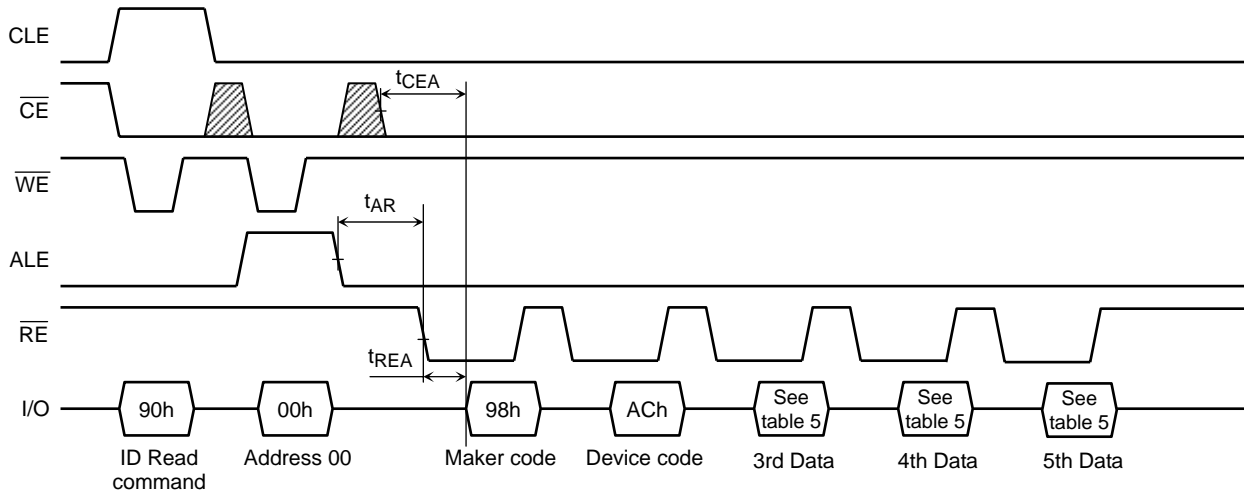 CLE
CE
tCEA
WE
tAR
ALE
RE
tREA
I/O
90h
00h
98h
ACh
See
table 5
See
table 5
See
table 5
ID Read
command
Address 00
Maker code
Device code
3rd Data
4th Data
5th Data